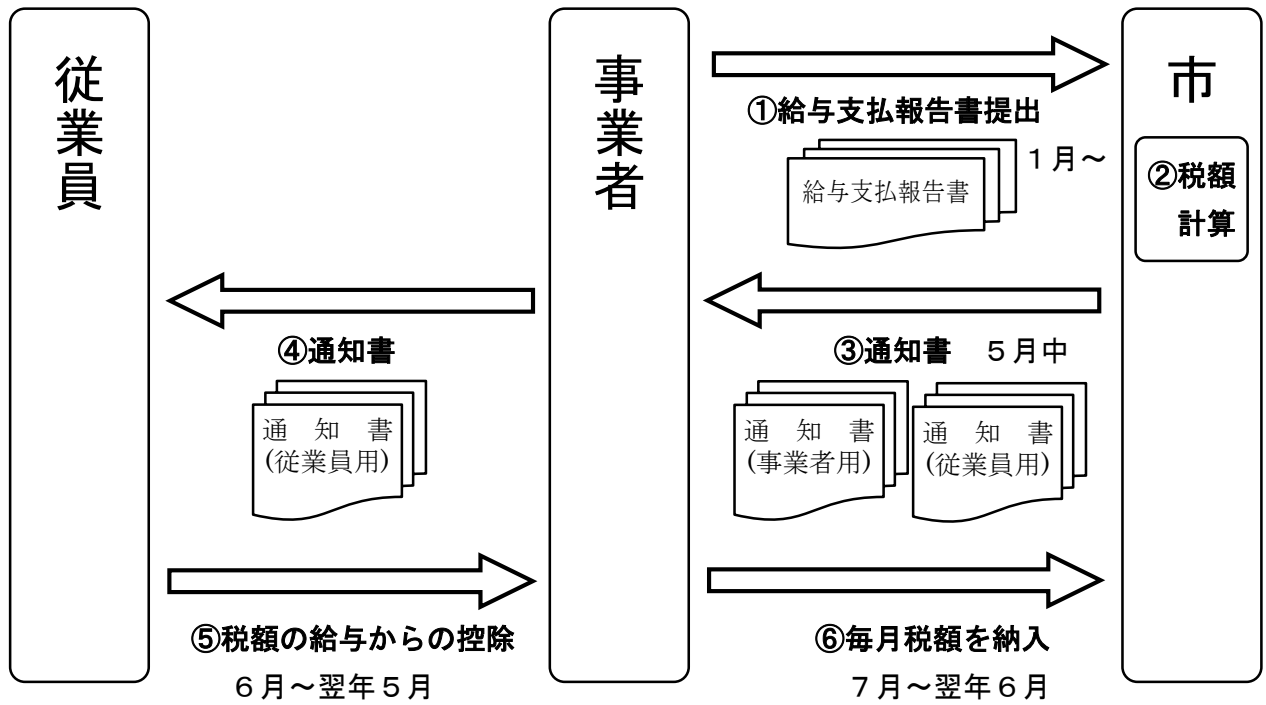 従業員
事業者
市
①給与支払報告書提出
1月～
給与支払報告書
②税額
計算
③通知書　5月中
通　知　書
(事業者用)
通　知　書
(従業員用)
④通知書
通　知　書
(従業員用)
⑤税額の給与からの控除
6月～翌年5月
⑥毎月税額を納入
7月～翌年6月